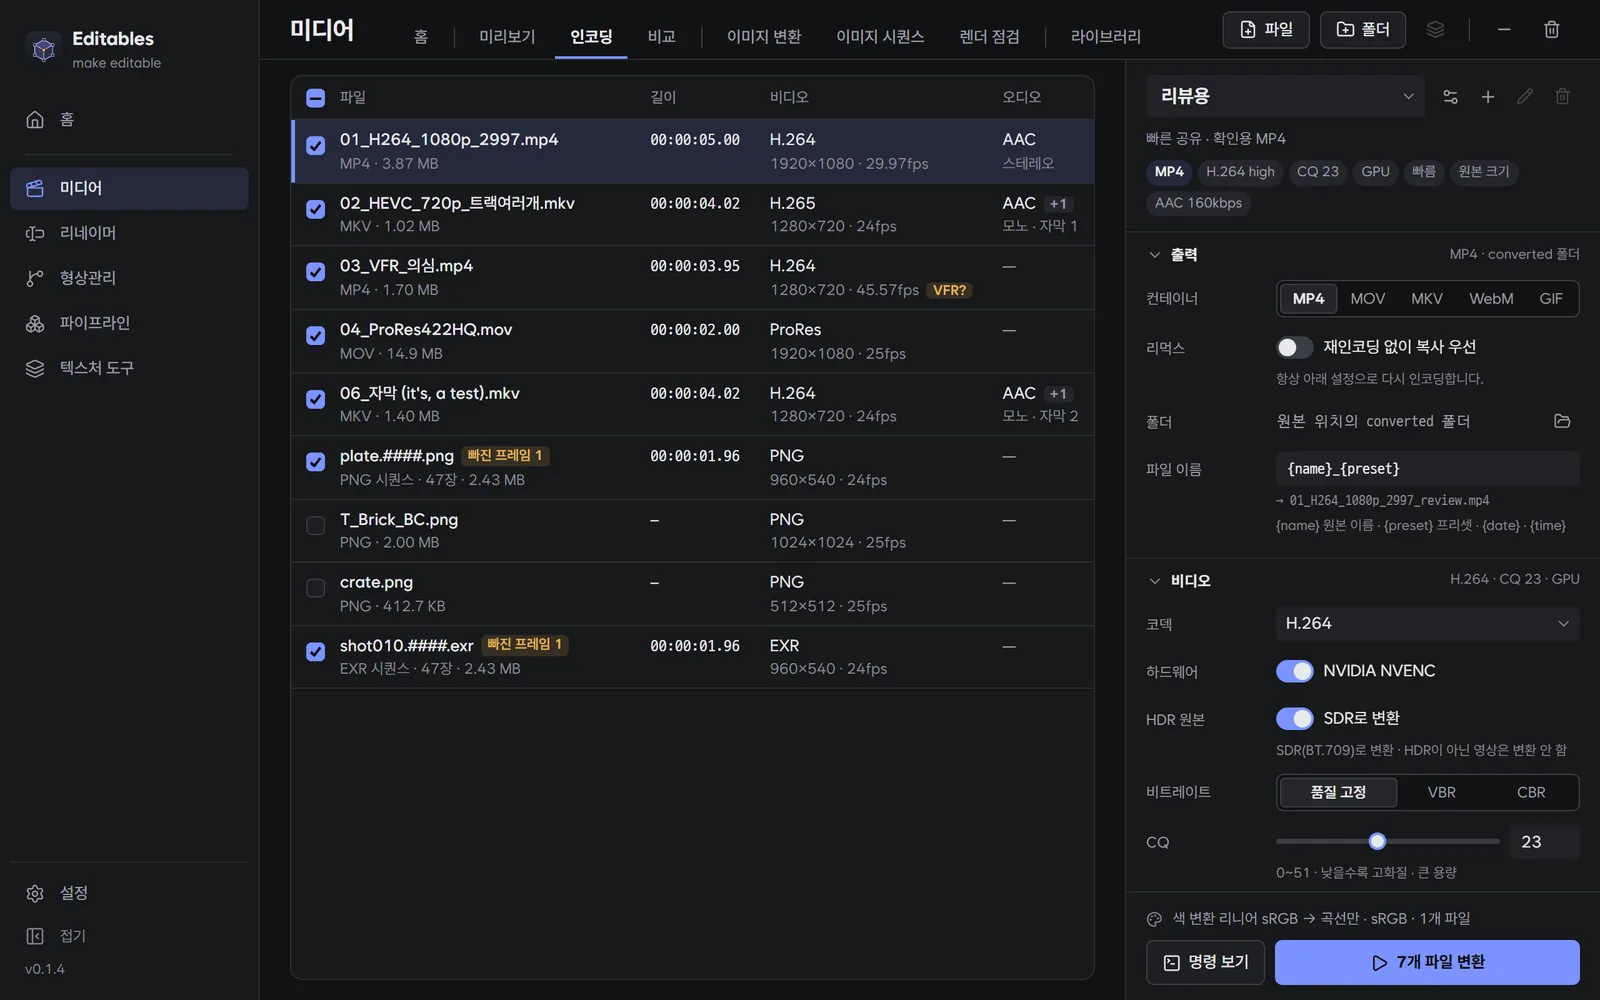 Editables
make editable
홈
미디어
리네이머
형상관리
파이프라인
텍스처 도구
설정
접기
v0.1.4
미디어
홈
미리보기
인코딩
비교
이미지 변환
이미지 시퀀스
렌더 점검
라이브러리
파일
폴더
파일 길이 비디오 오디오
01_H264_1080p_2997.mp4 00:00:05.00 H.264 AAC
MP4 · 3.87 MB 1920×1080 · 29.97fps 스테레오
02_HEVC_720p_트랙여러개.mkv 00:00:04.02 H.265 AAC +1
MKV · 1.02 MB 1280×720 · 24fps 모노 · 자막 1
03_VFR_의심.mp4 00:00:03.95 H.264 —
MP4 · 1.70 MB 1280×720 · 45.57fps VFR?
04_ProRes422HQ.mov 00:00:02.00 ProRes —
MOV · 14.9 MB 1920×1080 · 25fps
06_자막 (it's, a test).mkv 00:00:04.02 H.264 AAC +1
MKV · 1.40 MB 1280×720 · 24fps 모노 · 자막 2
plate.####.png 빠진 프레임 1 00:00:01.96 PNG —
PNG 시퀀스 · 47장 · 2.43 MB 960×540 · 24fps
T_Brick_BC.png – PNG —
PNG · 2.00 MB 1024×1024 · 25fps
crate.png – PNG —
PNG · 412.7 KB 512×512 · 25fps
shot010.####.exr 빠진 프레임 1 00:00:01.96 EXR —
EXR 시퀀스 · 47장 · 2.43 MB 960×540 · 24fps
리뷰용
빠른 공유 · 확인용 MP4
MP4 H.264 high CQ 23 GPU 빠름 원본 크기
AAC 160kbps
출력 MP4 · converted 폴더
컨테이너 MP4 MOV MKV WebM GIF
리먹스 재인코딩 없이 복사 우선
항상 아래 설정으로 다시 인코딩합니다.
폴더 원본 위치의 converted 폴더
파일 이름 {name}_{preset}
→ 01_H264_1080p_2997_review.mp4
{name} 원본 이름 · {preset} 프리셋 · {date} · {time}
비디오 H.264 · CQ 23 · GPU
코덱 H.264
하드웨어 NVIDIA NVENC
HDR 원본 SDR로 변환
SDR(BT.709)로 변환 · HDR이 아닌 영상은 변환 안 함
비트레이트 품질 고정 VBR CBR
CQ 23
0~51 · 낮을수록 고화질 · 큰 용량
색 변환 리니어 sRGB → 곡선만 · sRGB · 1개 파일
명령 보기
7개 파일 변환